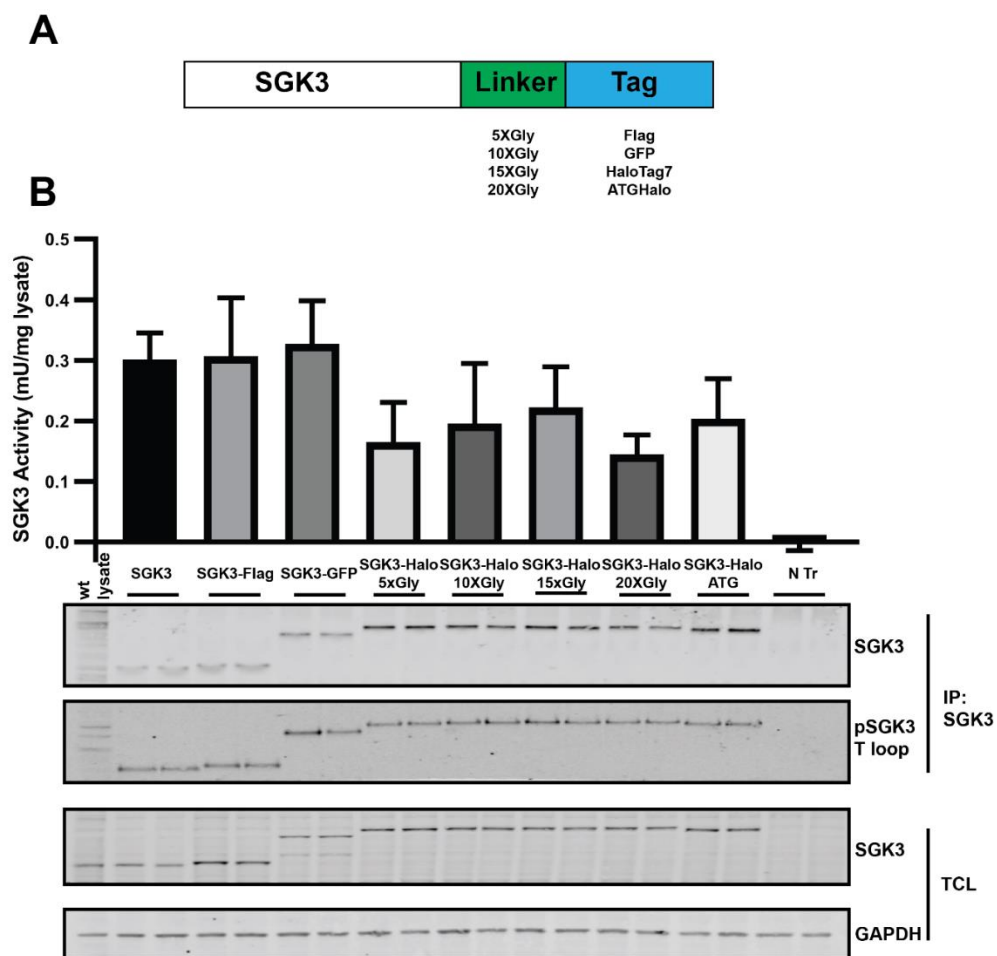 A
SGK3 Linker Tag
5XGly Flag
10XGly GFP
15XGly HaloTag7
20XGly ATGHalo
B
SGK3 Activity (mU/mg lysate)
0.5
0.4
0.3
0.2
0.1
0.0
wt lysate
SGK3
SGK3-Flag
SGK3-GFP
SGK3-Halo
5xGly
SGK3-Halo
10XGly
SGK3-Halo
15xGly
SGK3-Halo
20XGly
SGK3-Halo
ATG
N Tr
SGK3
pSGK3
T loop
IP:
SGK3
SGK3
GAPDH
TCL